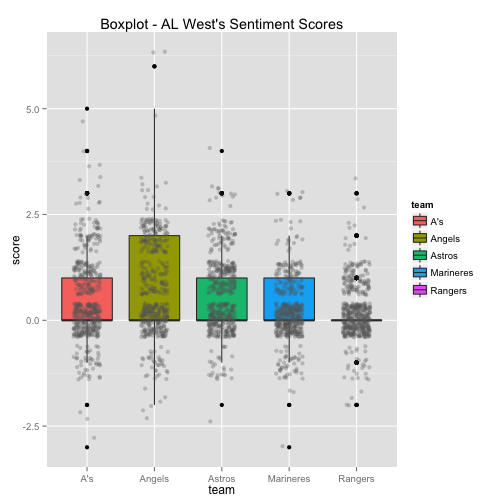 Boxplot - AL West's Sentiment Scores
score
5.0
2.5
0.0
-2.5
A's
Angels
Astros
Marineres
Rangers
team
team
A's
Angels
Astros
Marineres
Rangers